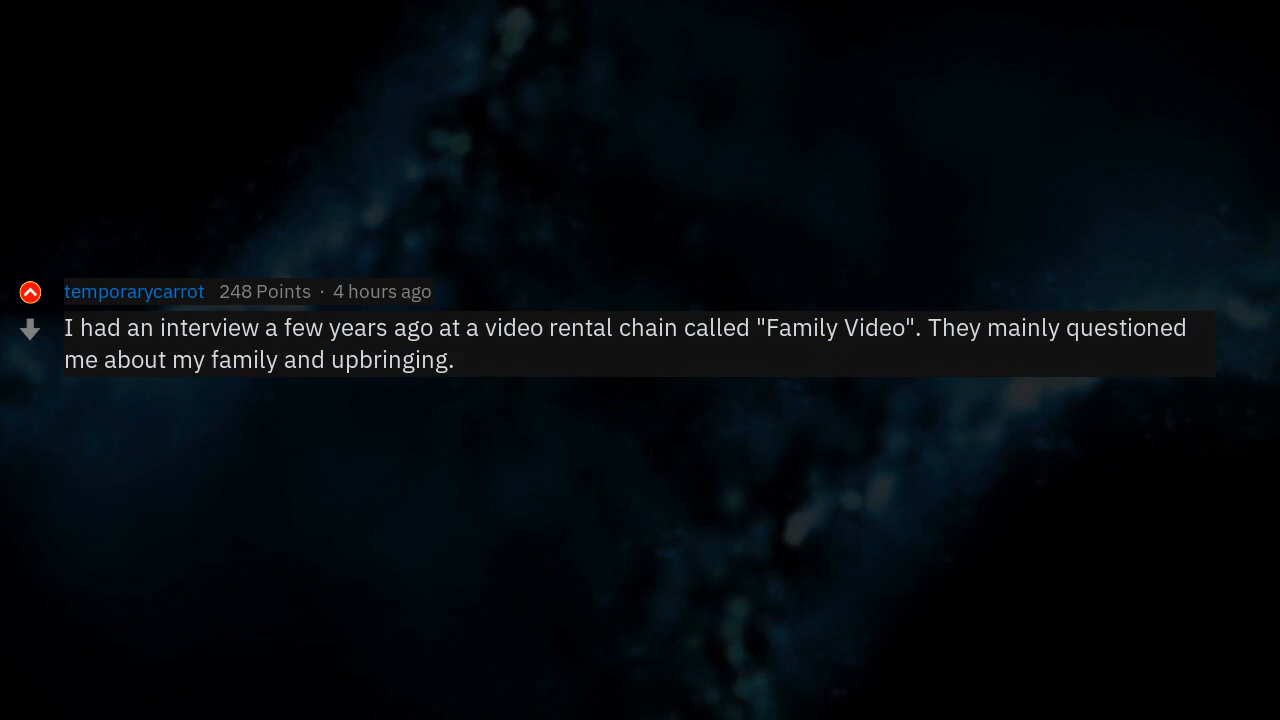 temporarycarrot 248 Points · 4 hours ago
I had an interview a few years ago at a video rental chain called "Family Video". They mainly questioned
me about my family and upbringing.